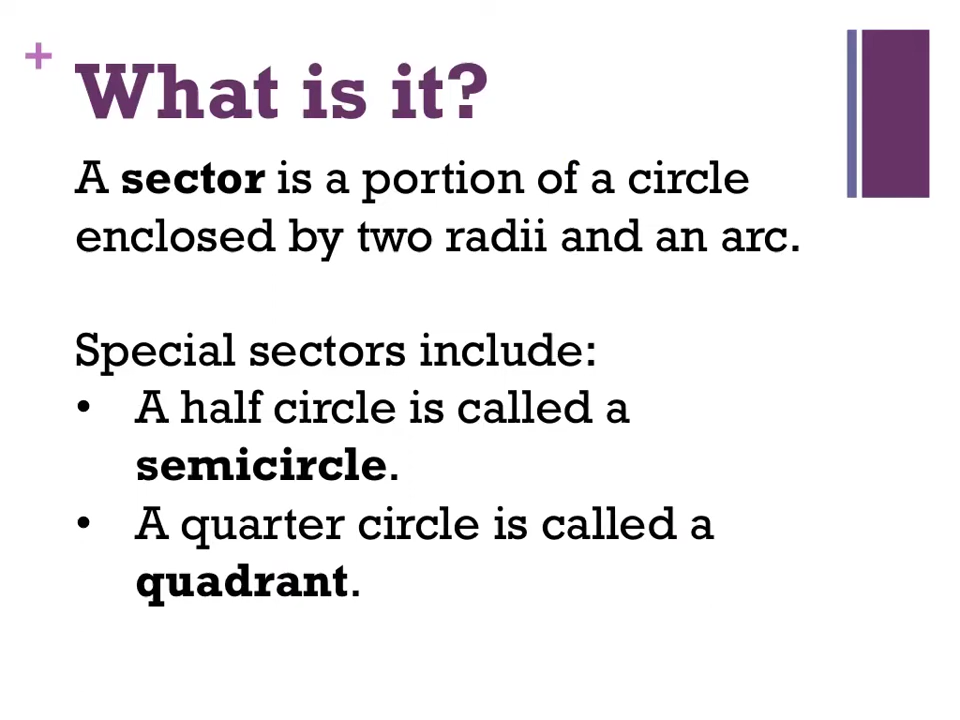 +
What is it?
A sector is a portion of a circle
enclosed by two radii and an arc.
Special sectors include:
• A half circle is called a
semicircle.
• A quarter circle is called a
quadrant.